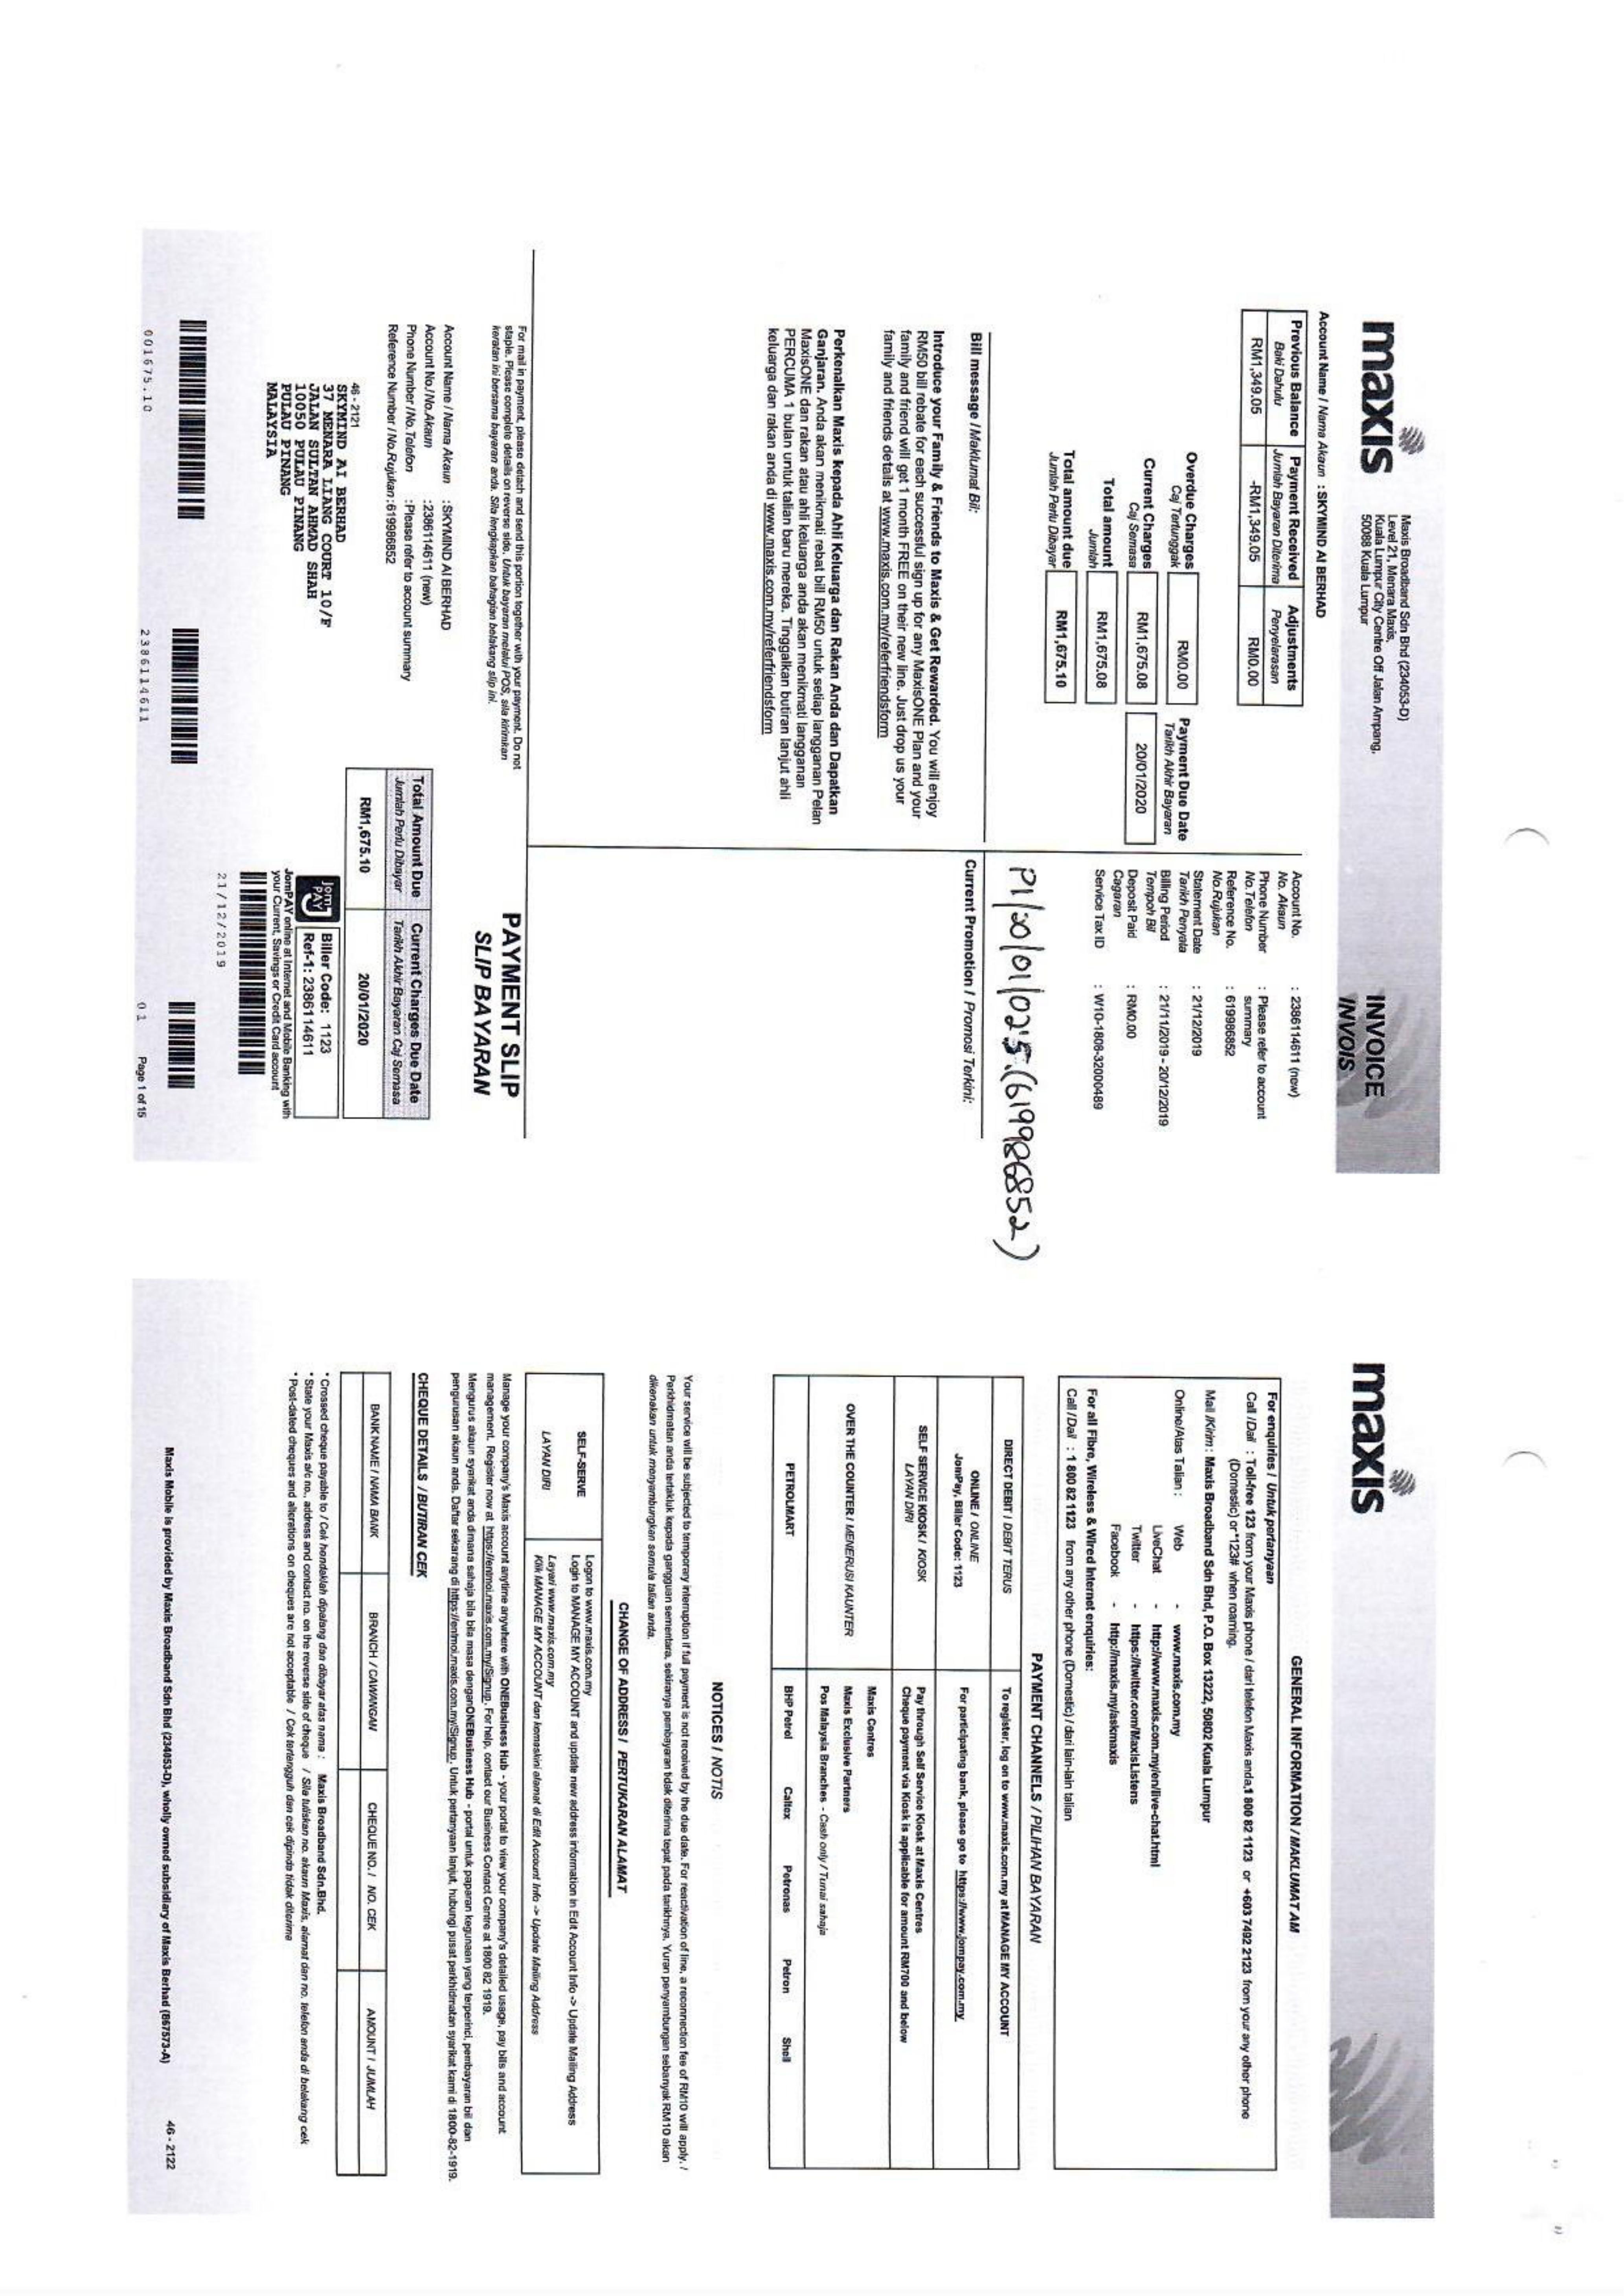 maxis
Maxis Broadband Sdn Bhd (234053-D)
Level 21, Menara Maxis,
Kuala Lumpur City Centre Off Jalan Ampang,
50088 Kuala Lumpur
INVOICE
INVOIS
Account Name / Nama Akaun : SKYMIND AI BERHAD
Previous Balance Payment Received Adjustments
Baki Dahulu Jumlah Bayaran Diterima Penyelarasan
RM1,349.05 -RM1,349.05 RM0.00
Overdue Charges RM0.00 Payment Due Date
Caj Tertunggak Tarikh Akhir Bayaran
Current Charges RM1,675.08 20/01/2020
Caj Semasa
Total amount RM1,675.08
Jumlah
Total amount due RM1,675.10
Jumlah Perlu Dibayar
Account No. : 2386114611 (new)
No. Akaun
Phone Number : Please refer to account
No.Telefon summary
Reference No. : 619986852
No.Rujukan
Statement Date : 21/12/2019
Tarikh Penyata
Billing Period : 21/11/2019 - 20/12/2019
Tempoh Bil
Deposit Paid : RM0.00
Cagaran
Service Tax ID : W10-1808-32000489
PI/20/01/025.(619986852)
Bill message / Maklumat Bil:
Current Promotion / Promosi Terkini:
Introduce your Family & Friends to Maxis & Get Rewarded. You will enjoy
RM50 bill rebate for each successful sign up for any MaxisONE Plan and your
family and friend will get 1 month FREE on their new line. Just drop us your
family and friends details at www.maxis.com.my/referfriendsform
Perkenalkan Maxis kepada Ahli Keluarga dan Rakan Anda dan Dapatkan
Ganjaran. Anda akan menikmati rebat bill RM50 untuk setiap langganan Pelan
MaxisONE dan rakan atau ahli keluarga anda akan menikmati langganan
PERCUMA 1 bulan untuk talian baru mereka. Tinggalkan butiran lanjut ahli
keluarga dan rakan anda di www.maxis.com.my/referfriendsform
For mail in payment, please detach and send this portion together with your payment. Do not
staple. Please complete details on reverse side. Untuk bayaran melalui POS, sila kirimkan
keratan ini bersama bayaran anda. Sila lengkapkan bahagian belakang slip ini.
PAYMENT SLIP
SLIP BAYARAN
Account Name / Nama Akaun :SKYMIND AI BERHAD
Account No./No.Akaun :2386114611 (new)
Phone Number /No.Telefon :Please refer to account summary
Reference Number / No.Rujukan :619986852
Total Amount Due Current Charges Due Date
Jumlah Perlu Dibayar Tarikh Akhir Bayaran Caj Semasa
RM1,675.10 20/01/2020
46 - 2121
SKYMIND AI BERHAD
37 MENARA LIANG COURT 10/F
JALAN SULTAN AHMAD SHAH
10050 PULAU PINANG
PULAU PINANG
MALAYSIA
Jom PAY
Biller Code: 1123
Ref-1: 2386114611
JomPAY online at Internet and Mobile Banking with
your Current, Savings or Credit Card account
21/12/2019
001675.10 2386114611 01 Page 1 of 15
maxis
GENERAL INFORMATION / MAKLUMAT AM
For enquiries / Untuk pertanyaan
Call /Dail : Toll-free 123 from your Maxis phone / dari telefon Maxis anda,1 800 82 1123 or +603 7492 2123 from your any other phone
(Domestic) or*123# when roaming.
Mail /Kirim : Maxis Broadband Sdn Bhd, P.O. Box 13222, 50802 Kuala Lumpur
Online/Atas Talian : Web - www.maxis.com.my
LiveChat - http://www.maxis.com.my/en/live-chat.html
Twitter - https://twitter.com/MaxisListens
Facebook - http://maxis.my/askmaxis
For all Fibre, Wireless & Wired Internet enquiries:
Call /Dail : 1 800 82 1123 from any other phone (Domestic) / dari lain-lain talian
PAYMENT CHANNELS / PILIHAN BAYARAN
DIRECT DEBIT / DEBIT TERUS To register, log on to www.maxis.com.my at MANAGE MY ACCOUNT
ONLINE / ONLINE
JomPay, Biller Code: 1123 For participating bank, please go to https://www.jompay.com.my
SELF SERVICE KIOSK / KIOSK Pay through Self Service Kiosk at Maxis Centres
LAYAN DIRI Cheque payment via Kiosk is applicable for amount RM700 and below
OVER THE COUNTER / MENERUSI KAUNTER Maxis Centres
Maxis Exclusive Partners
Pos Malaysia Branches - Cash only / Tunai sahaja
PETROLMART BHP Petrol Caltex Petronas Petron Shell
NOTICES / NOTIS
Your service will be subjected to temporary interruption if full payment is not received by the due date. For reactivation of line, a reconnection fee of RM10 will apply. /
Perkhidmatan anda tertakluk kepada gangguan sementara, sekiranya pembayaran tidak diterima tepat pada tarikhnya. Yuran penyambungan sebanyak RM10 akan
dikenakan untuk menyambungkan semula talian anda.
CHANGE OF ADDRESS / PERTUKARAN ALAMAT
SELF-SERVE
LAYAN DIRI
Logon to www.maxis.com.my
Login to MANAGE MY ACCOUNT and update new address information in Edit Account Info -> Update Mailing Address
Layari www.maxis.com.my
Klik MANAGE MY ACCOUNT dan kemaskini alamat di Edit Account Info -> Update Mailing Address
Manage your company's Maxis account anytime anywhere with ONEBusiness Hub - your portal to view your company's detailed usage, pay bills and account
management. Register now at https://entmoi.maxis.com.my/Signup. For help, contact our Business Contact Centre at 1800 82 1919.
Mengurus akaun syarikat anda dimana sahaja bila bila masa denganONEBusiness Hub - portal untuk paparan kegunaan yang terperinci, pembayaran bil dan
pengurusan akaun anda. Daftar sekarang di https://entmoi.maxis.com.my/Signup. Untuk pertanyaan lanjut, hubungi pusat perkhidmatan syarikat kami di 1800-82-1919.
CHEQUE DETAILS / BUTIRAN CEK
BANK NAME / NAMA BANK BRANCH / CAWANGAN CHEQUE NO. / NO. CEK AMOUNT / JUMLAH
* Crossed cheque payable to / Cek hendaklah dipalang dan dibayar atas nama : Maxis Broadband Sdn.Bhd.
* State your Maxis a/c no., address and contact no. on the reverse side of cheque / Sila tuliskan no. akaun Maxis, alamat dan no. telefon anda di belakang cek
* Post-dated cheques and alterations on cheques are not acceptable / Cek tertangguh dan cek dipinda tidak diterima
Maxis Mobile is provided by Maxis Broadband Sdn Bhd (234053-D), wholly owned subsidiary of Maxis Berhad (867573-A)
46 - 2122